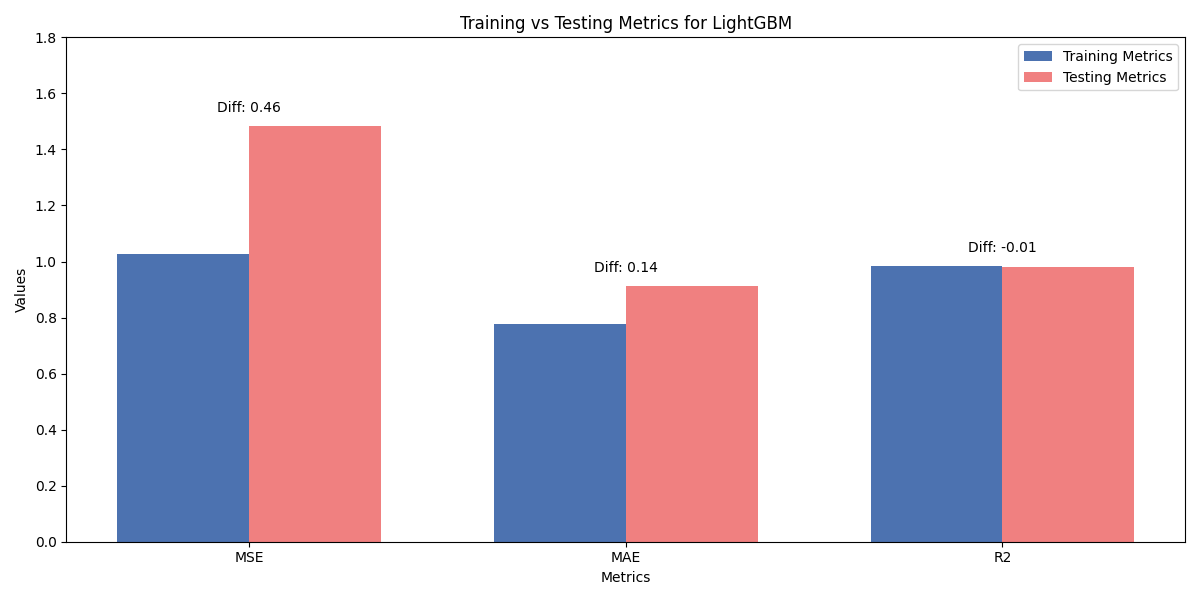 Training vs Testing Metrics for LightGBM
Training Metrics
Testing Metrics
Values
1.8
1.6
1.4
1.2
1.0
0.8
0.6
0.4
0.2
0.0
Diff: 0.46
Diff: 0.14
Diff: -0.01
MSE
MAE
R2
Metrics